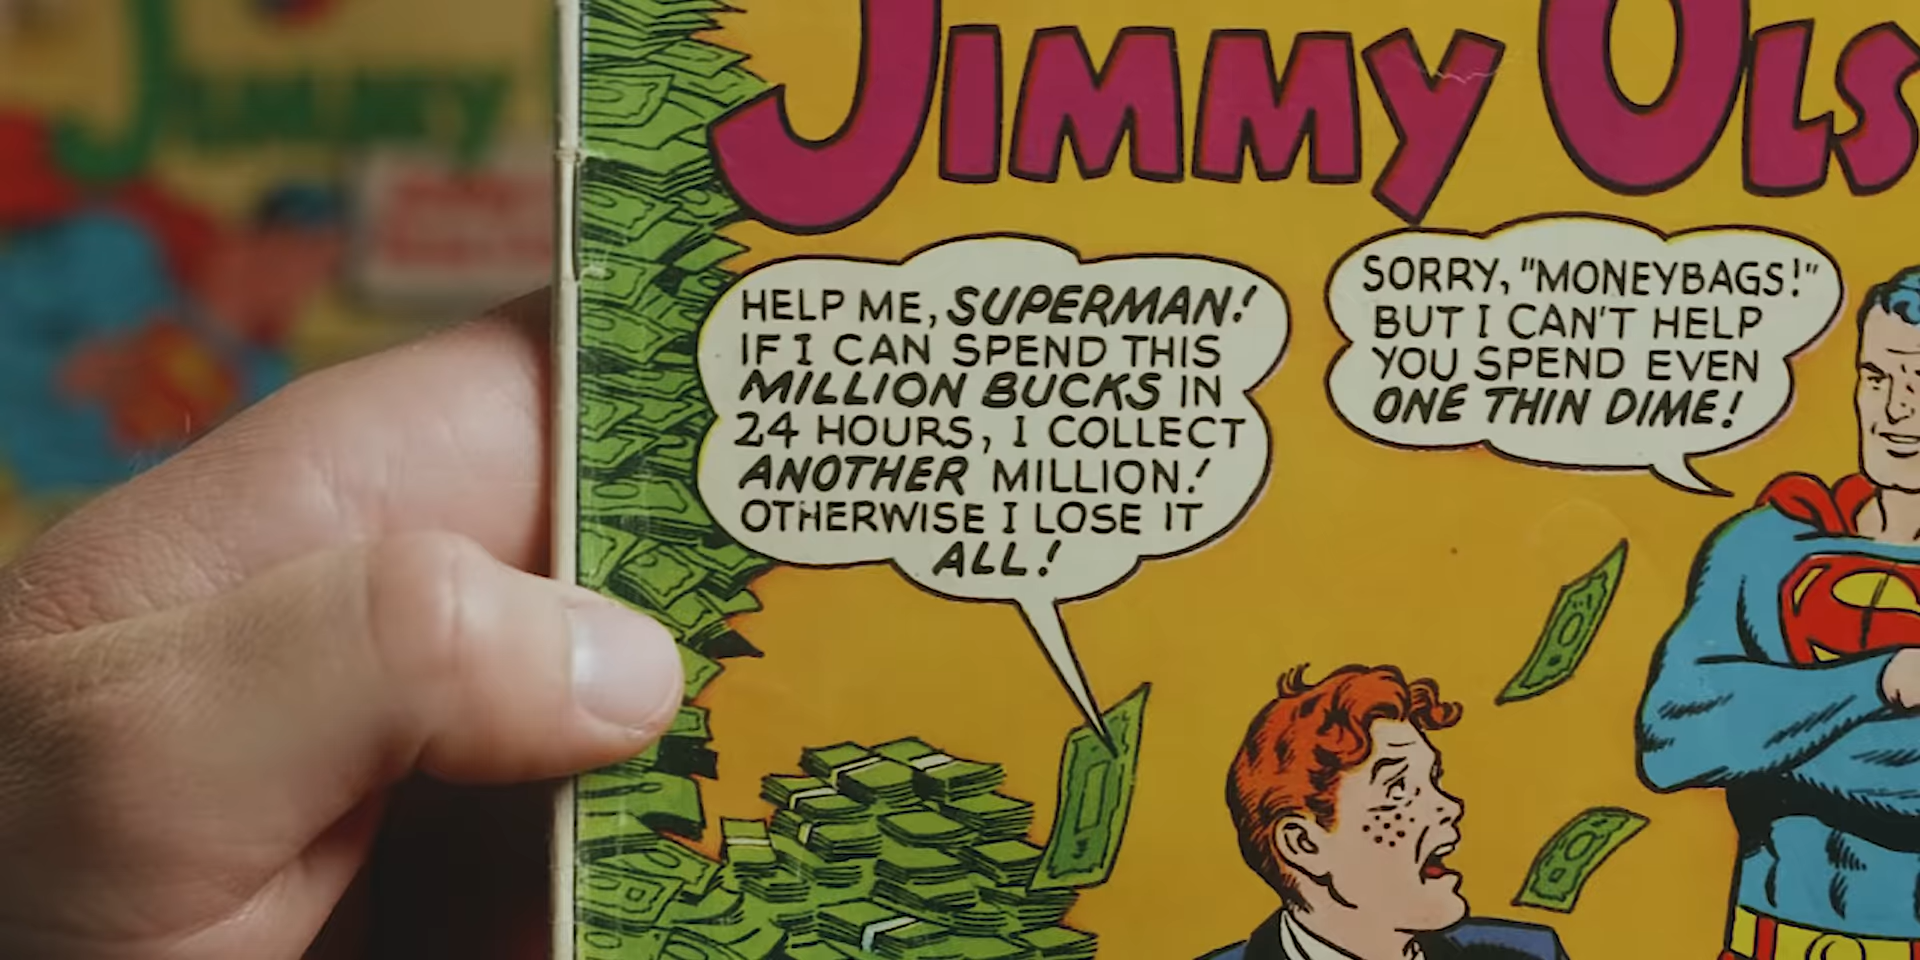 JIMMY OLS
HELP ME, SUPERMAN!
IF I CAN SPEND THIS
MILLION BUCKS IN
24 HOURS, I COLLECT
ANOTHER MILLION!
OTHERWISE I LOSE IT
ALL!
SORRY, "MONEYBAGS!"
BUT I CAN'T HELP
YOU SPEND EVEN
ONE THIN DIME!